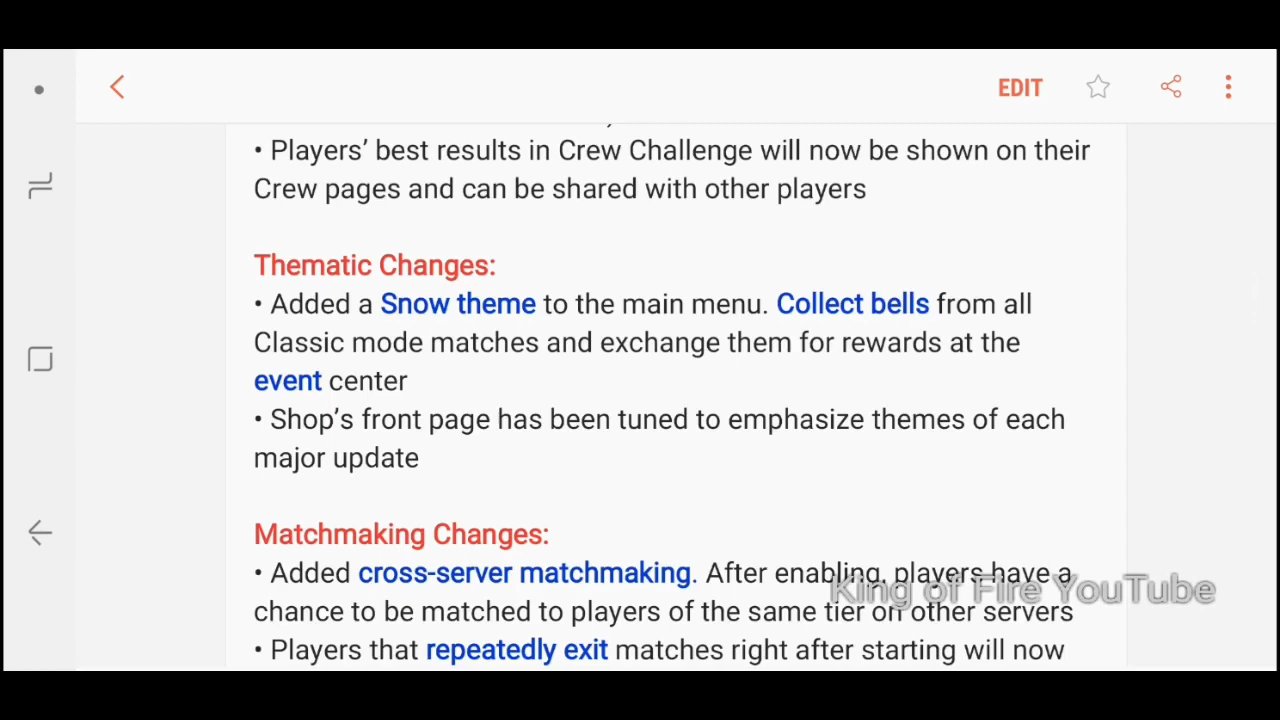 EDIT
• Players’ best results in Crew Challenge will now be shown on their
Crew pages and can be shared with other players
Thematic Changes:
• Added a Snow theme to the main menu. Collect bells from all
Classic mode matches and exchange them for rewards at the
event center
• Shop’s front page has been tuned to emphasize themes of each
major update
Matchmaking Changes:
• Added cross-server matchmaking. After enabling, players have a
King of Fire YouTube
chance to be matched to players of the same tier on other servers
• Players that repeatedly exit matches right after starting will now